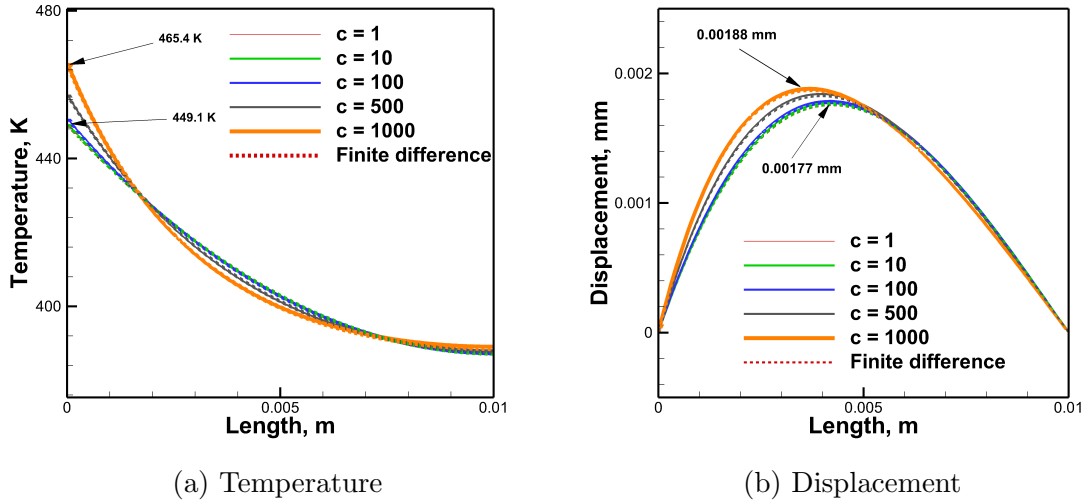 480
440
400
Temperature, K
465.4 K
449.1 K
c = 1
c = 10
c = 100
c = 500
c = 1000
Finite difference
0
0.005
0.01
Length, m
(a) Temperature
0.002
0.001
0
Displacement, mm
0.00188 mm
0.00177 mm
c = 1
c = 10
c = 100
c = 500
c = 1000
Finite difference
0
0.005
0.01
Length, m
(b) Displacement